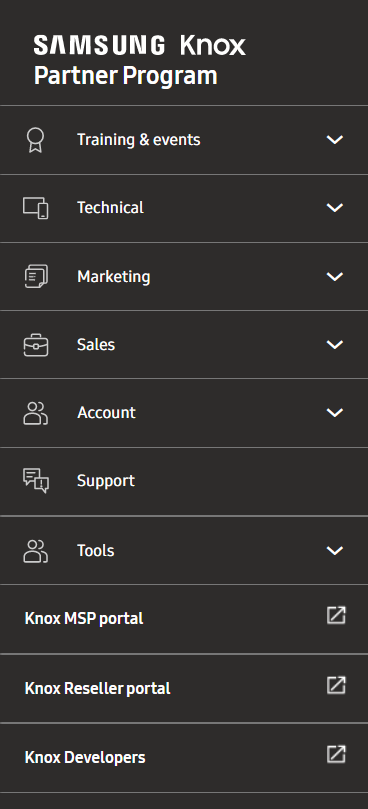 SAMSUNG Knox
Partner Program
Training & events
Technical
Marketing
Sales
Account
Support
Tools
Knox MSP portal
Knox Reseller portal
Knox Developers